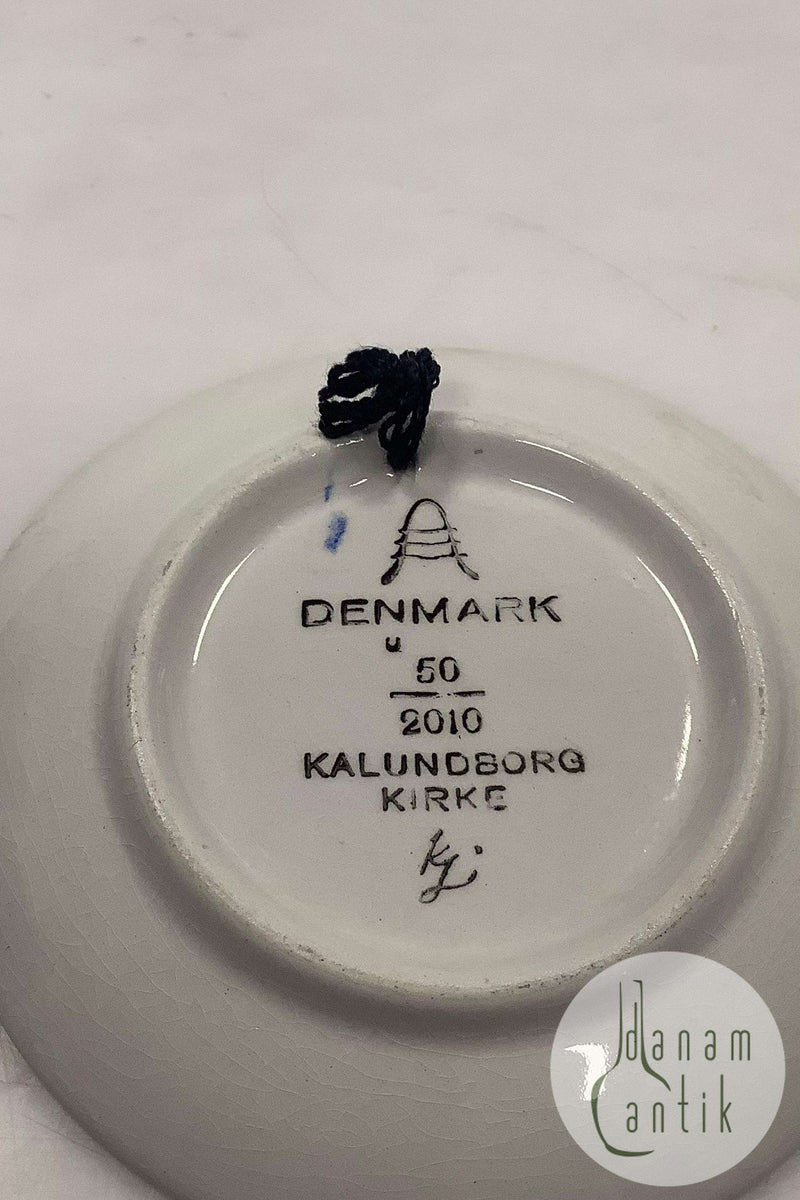 DENMARK
u
50
2010
KALUNDBORG
KIRKE
danam
antik